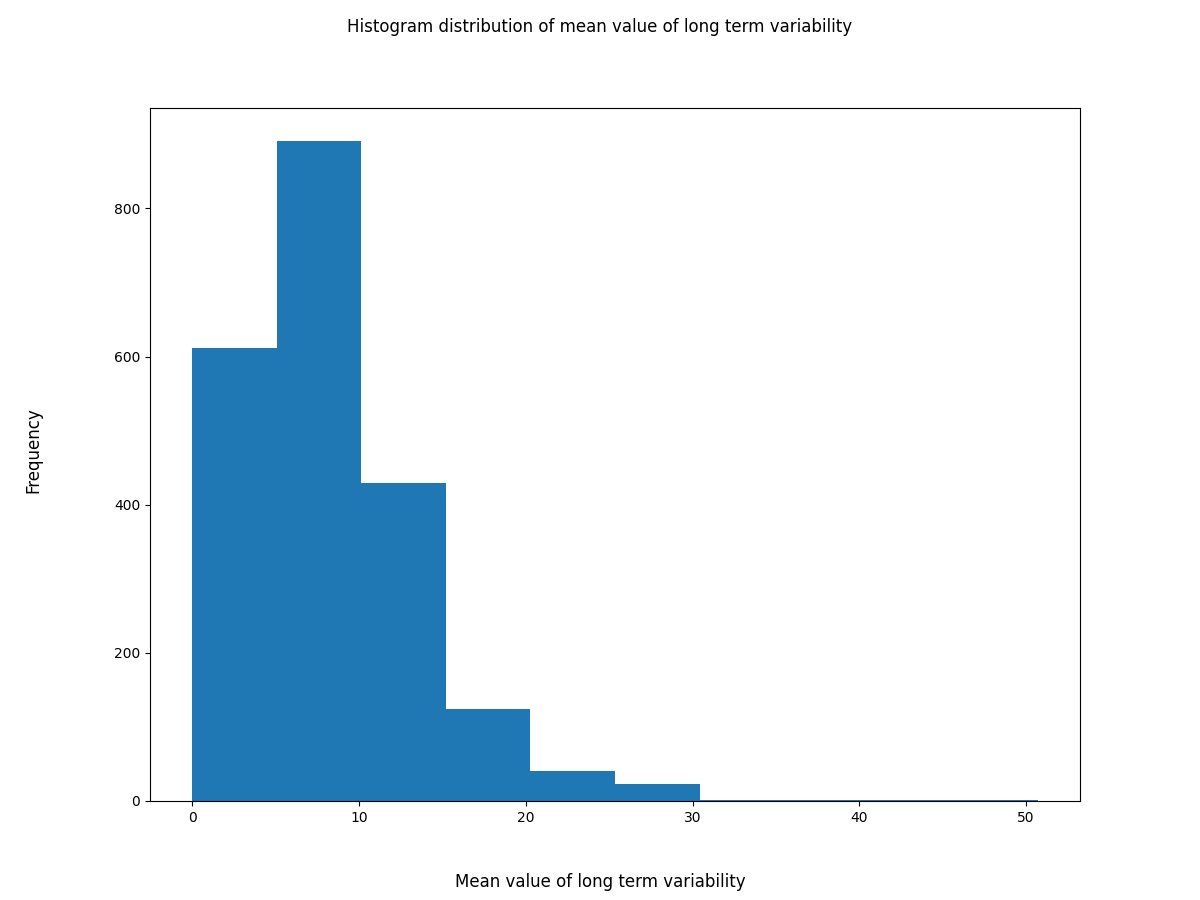 Histogram distribution of mean value of long term variability
800
600
400
200
0
0 10 20 30 40 50
Frequency
Mean value of long term variability